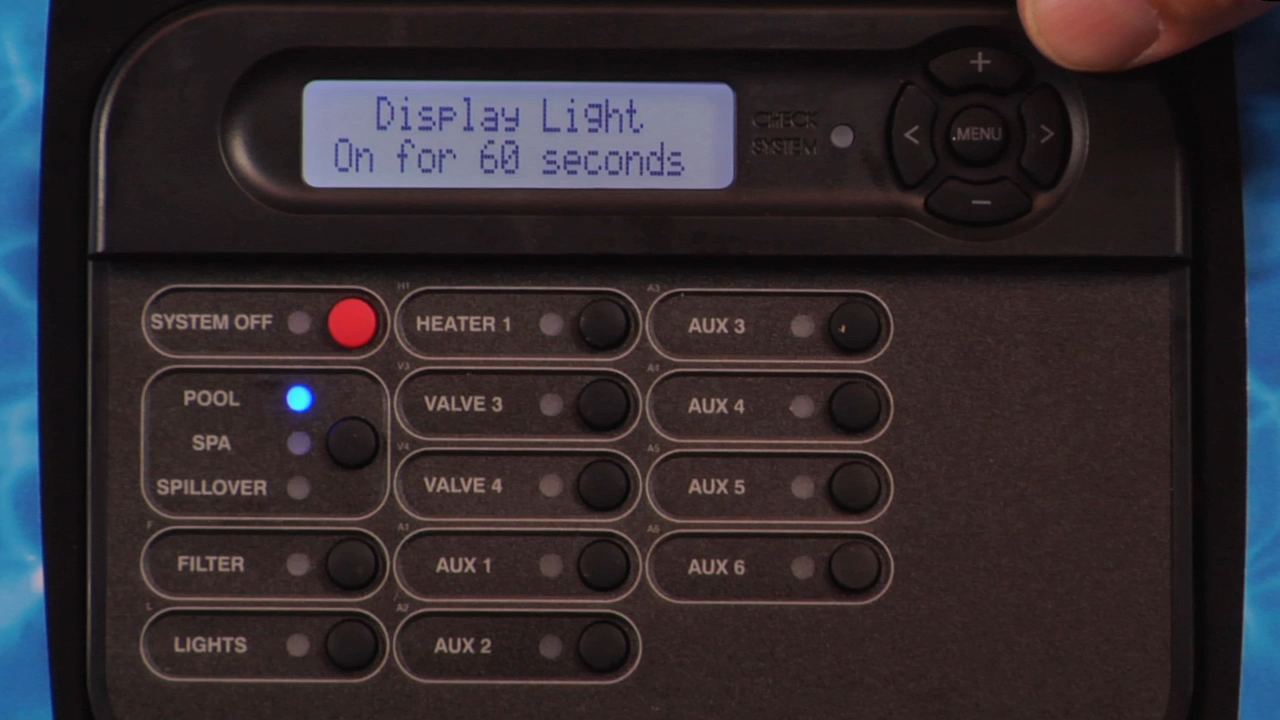 Display Light
On for 60 seconds
CHECK
SYSTEM
+
<
.MENU
>
−
SYSTEM OFF
POOL
SPA
SPILLOVER
F
FILTER
L
LIGHTS
H1
HEATER 1
V3
VALVE 3
V4
VALVE 4
A1
AUX 1
A2
AUX 2
A3
AUX 3
A4
AUX 4
A5
AUX 5
A6
AUX 6